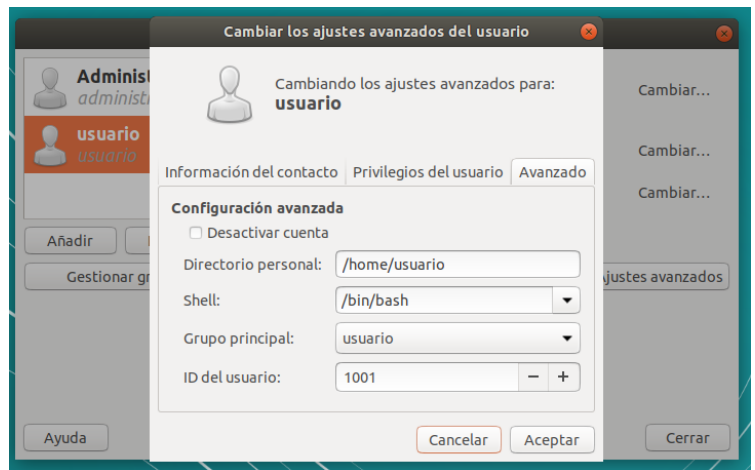 Cambiar los ajustes avanzados del usuario
Cambiando los ajustes avanzados para:
usuario
Información del contacto Privilegios del usuario Avanzado
Configuración avanzada
Desactivar cuenta
Directorio personal: /home/usuario
Shell: /bin/bash
Grupo principal: usuario
ID del usuario: 1001
Cancelar Aceptar
usuario
usuario
Cambiar...
Cambiar...
Cambiar...
Añadir
Gestionar
avanzados
Ayuda
Cerrar